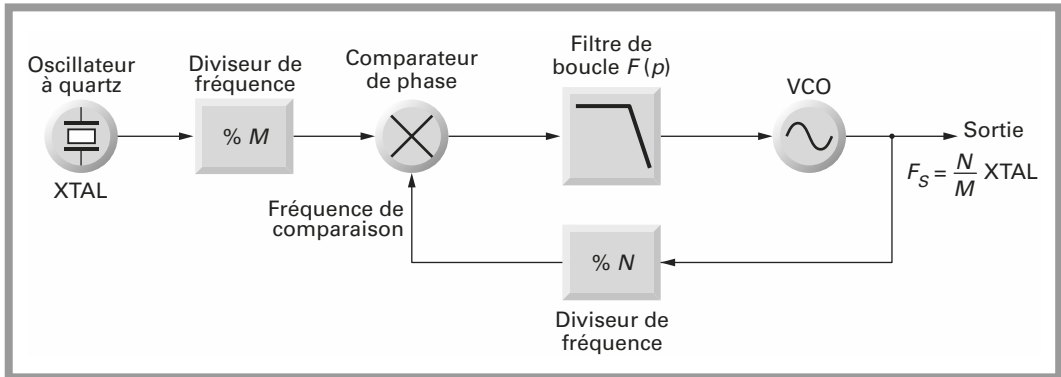 Oscillateur
à quartz
XTAL
Diviseur de
fréquence
% M
Comparateur
de phase
Filtre de
boucle F (p)
VCO
Sortie
F_S = N/M XTAL
Fréquence de
comparaison
% N
Diviseur de
fréquence